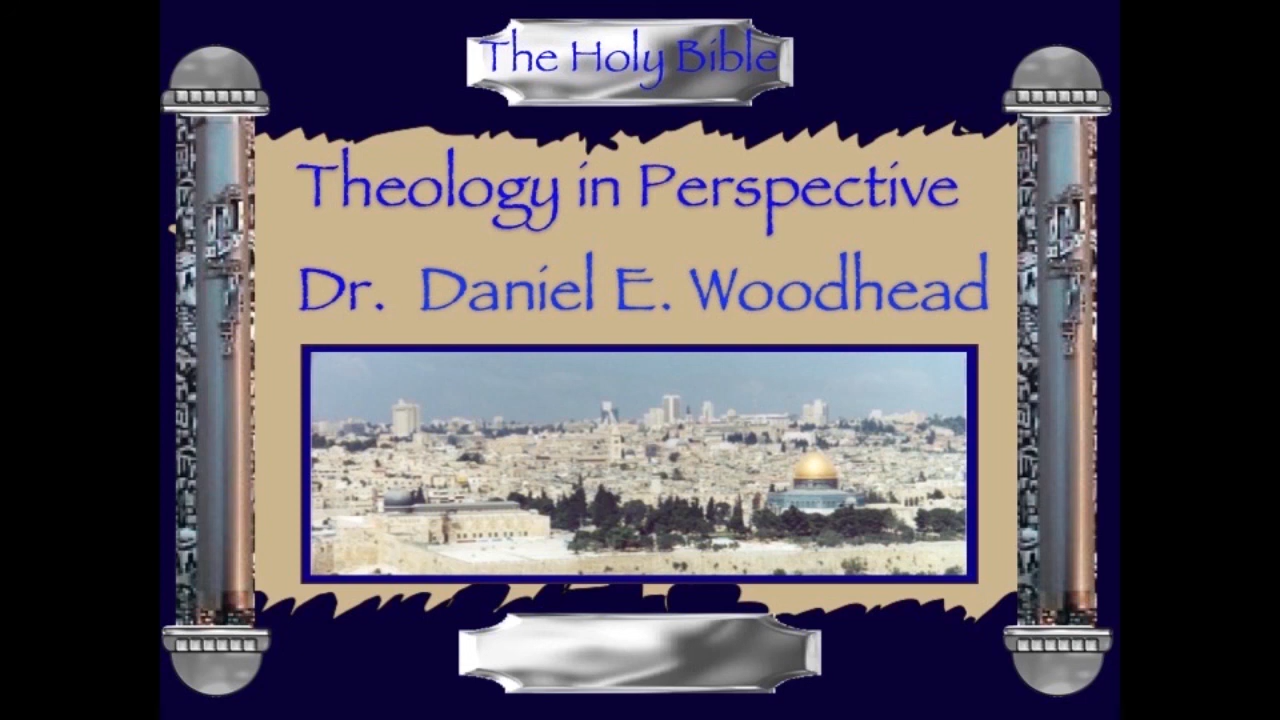 The Holy Bible
Theology in Perspective
Dr. Daniel E. Woodhead